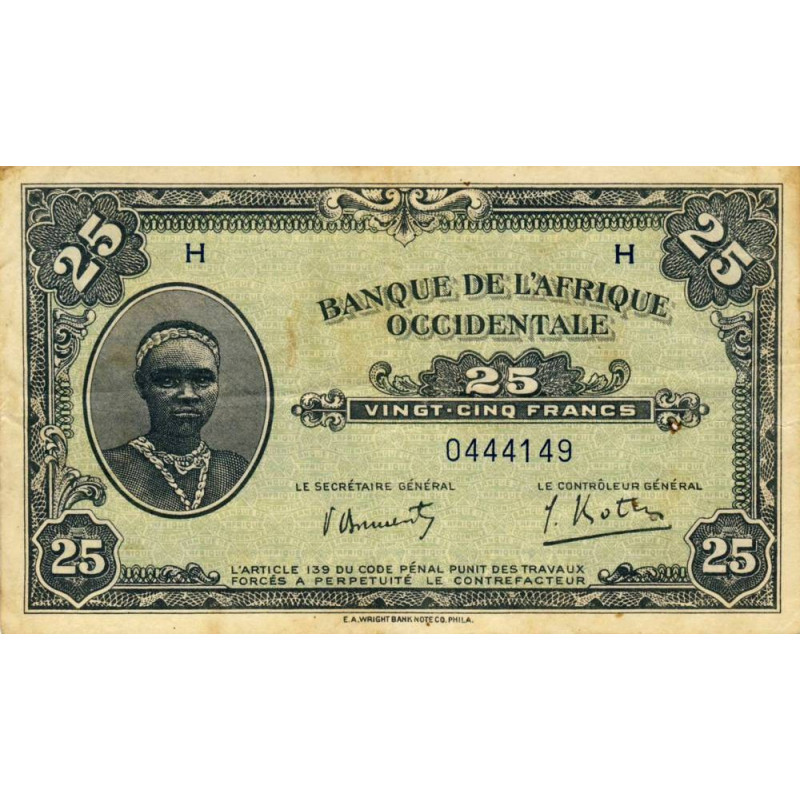 25 25
H H
BANQUE DE L'AFRIQUE
OCCIDENTALE
25
VINGT-CINQ FRANCS
0444149
LE SECRÉTAIRE GÉNÉRAL LE CONTRÔLEUR GÉNÉRAL
25 25
L'ARTICLE 139 DU CODE PÉNAL PUNIT DES TRAVAUX
FORCÉS A PERPETUITÉ LE CONTREFACTEUR
E.A.WRIGHT BANK NOTE CO. PHILA.